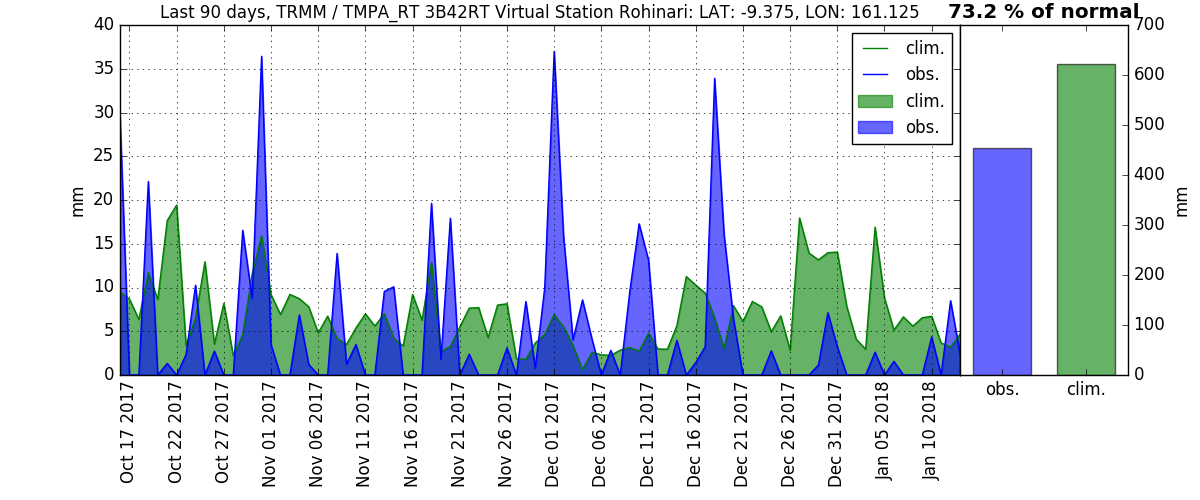 Last 90 days, TRMM / TMPA_RT 3B42RT Virtual Station Rohinari: LAT: -9.375, LON: 161.125
73.2 % of normal
40
35
30
25
20
15
10
5
0
mm
clim.
obs.
clim.
obs.
700
600
500
400
300
200
100
0
mm
Oct 17 2017
Oct 22 2017
Oct 27 2017
Nov 01 2017
Nov 06 2017
Nov 11 2017
Nov 16 2017
Nov 21 2017
Nov 26 2017
Dec 01 2017
Dec 06 2017
Dec 11 2017
Dec 16 2017
Dec 21 2017
Dec 26 2017
Dec 31 2017
Jan 05 2018
Jan 10 2018
obs.
clim.